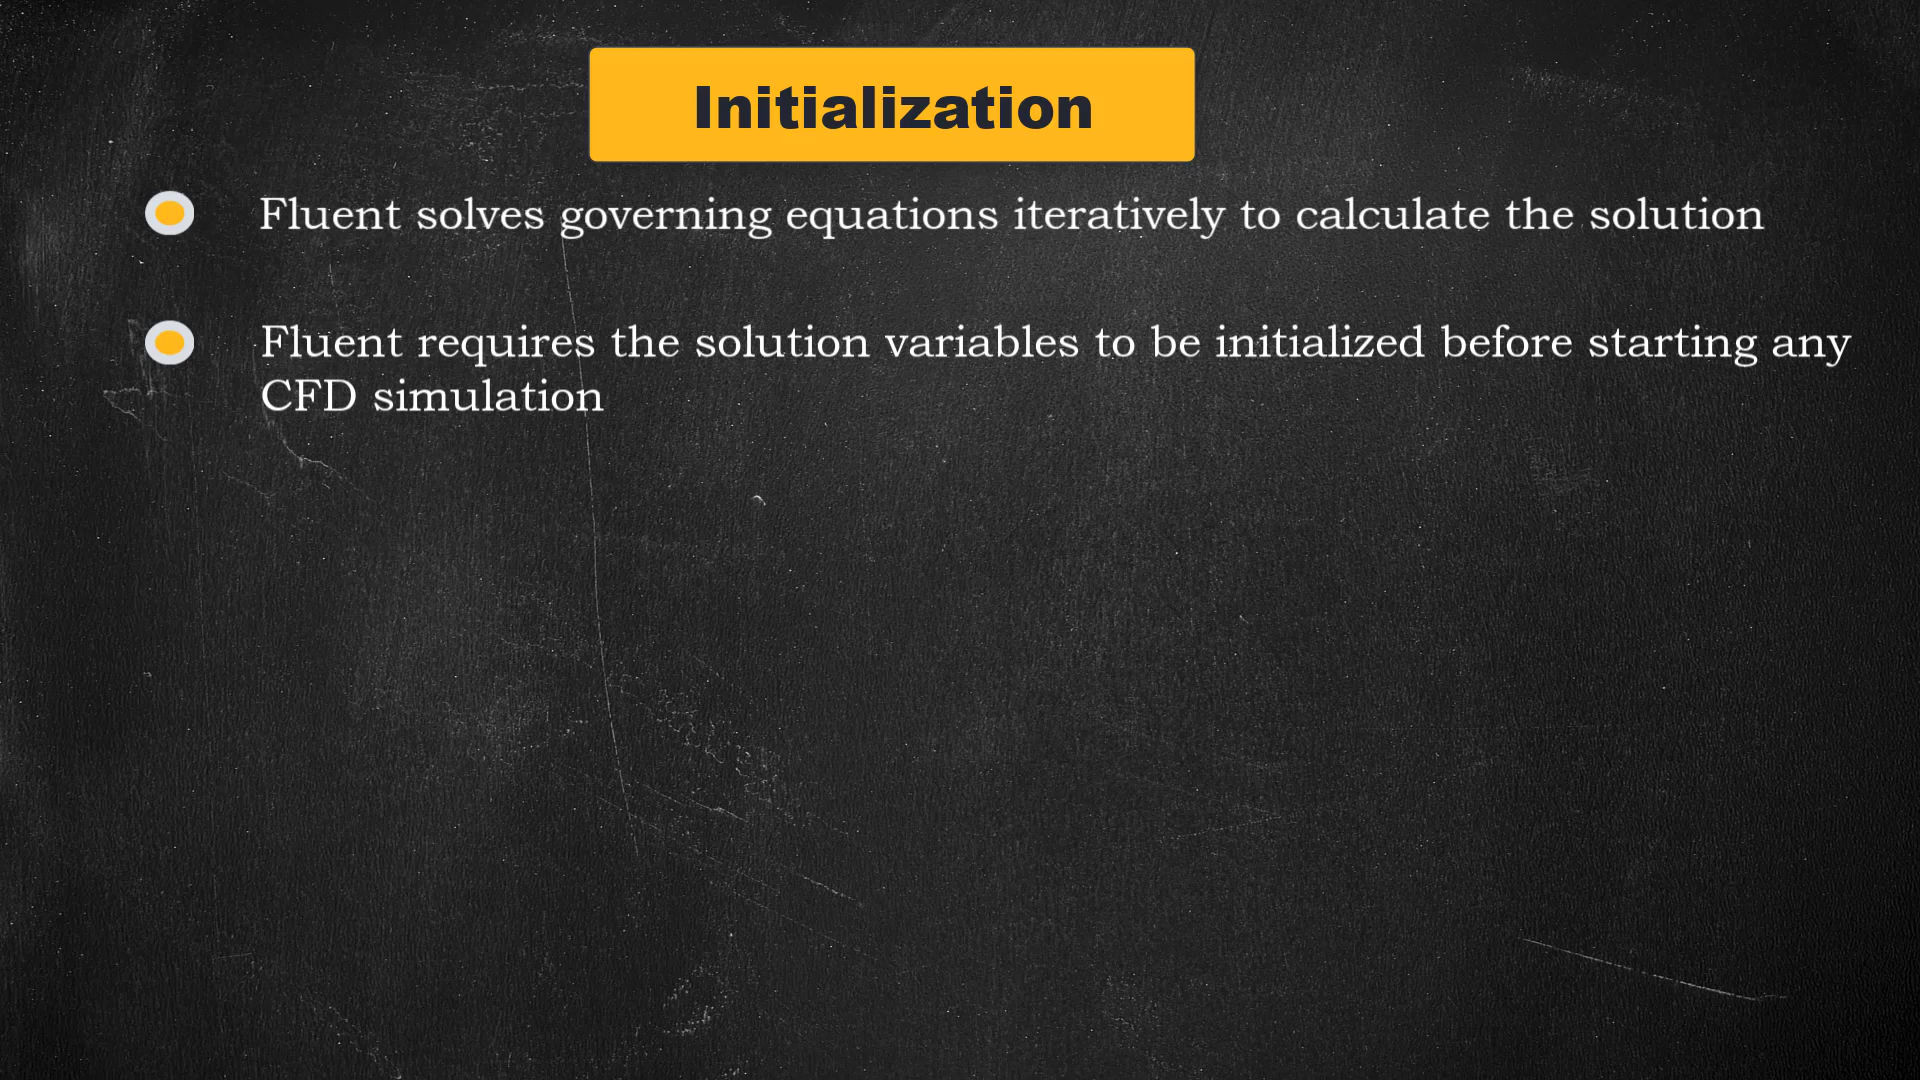 Initialization
Fluent solves governing equations iteratively to calculate the solution
Fluent requires the solution variables to be initialized before starting any
CFD simulation